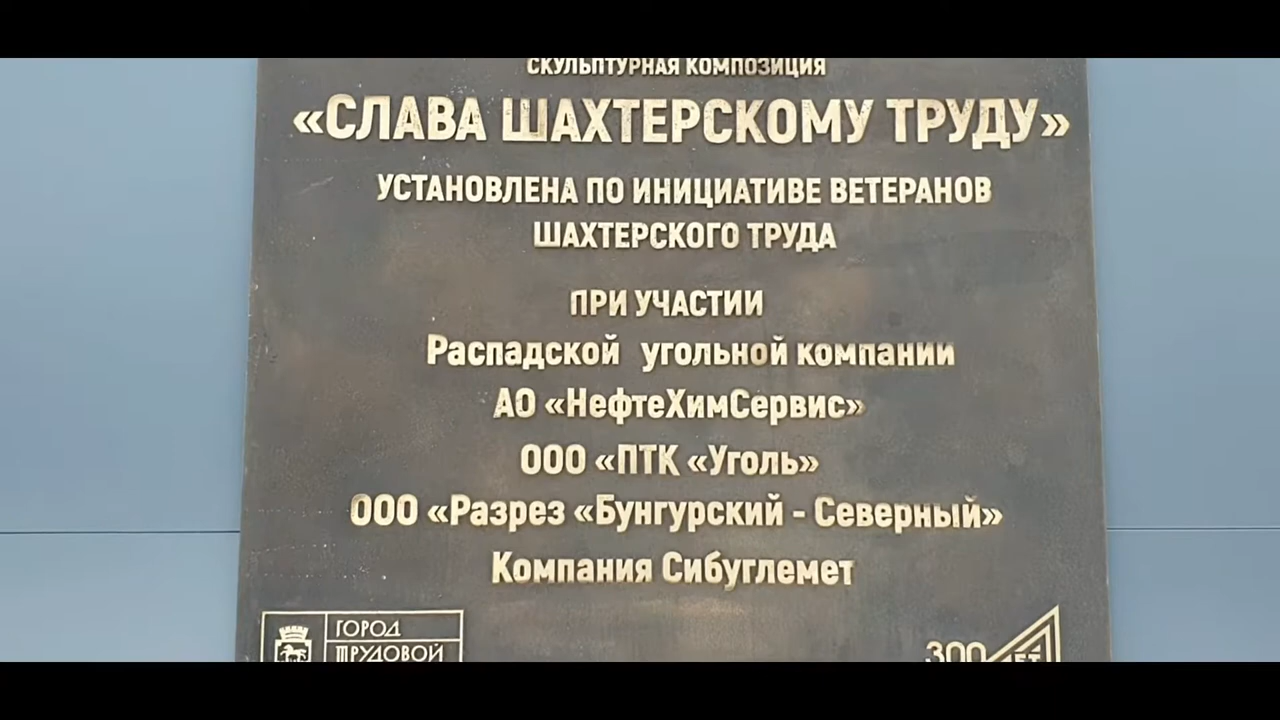 СКУЛЬПТУРНАЯ КОМПОЗИЦИЯ
«СЛАВА ШАХТЕРСКОМУ ТРУДУ»
УСТАНОВЛЕНА ПО ИНИЦИАТИВЕ ВЕТЕРАНОВ
ШАХТЕРСКОГО ТРУДА
ПРИ УЧАСТИИ
Распадской угольной компании
АО «НефтеХимСервис»
ООО «ПТК «Уголь»
ООО «Разрез «Бунгурский - Северный»
Компания Сибуглемет
ГОРОД
ТРУДОВОЙ
300 ЛЕТ